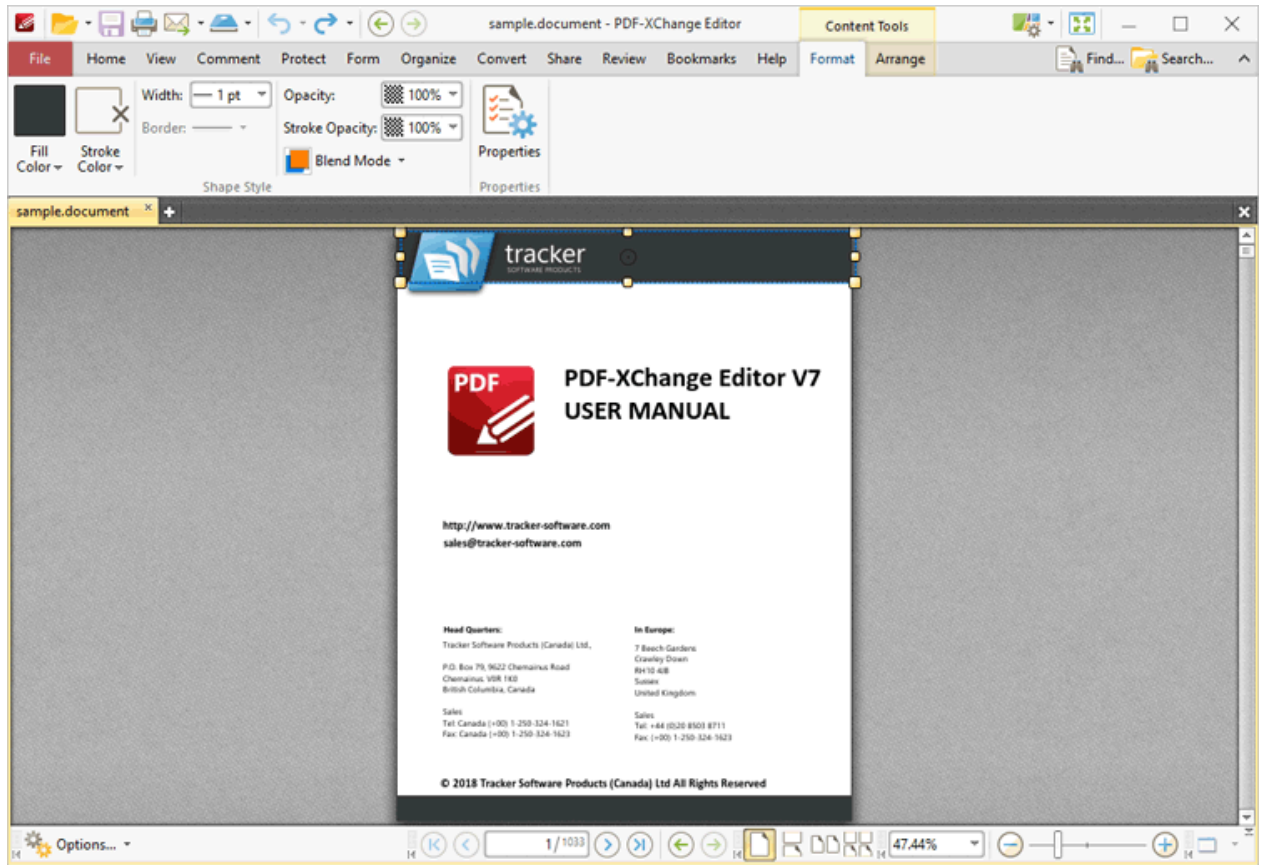 sample.document - PDF-XChange Editor
Content Tools
File Home View Comment Protect Form Organize Convert Share Review Bookmarks Help Format Arrange Find... Search...
Width: 1 pt Opacity: 100%
Border: Stroke Opacity: 100%
Fill Color Stroke Color Blend Mode Properties
Shape Style Properties
sample.document
tracker
SOFTWARE PRODUCTS
PDF
PDF-XChange Editor V7
USER MANUAL
http://www.tracker-software.com
sales@tracker-software.com
Head Quarters:
Tracker Software Products (Canada) Ltd.,
P.O. Box 79, 9622 Chemainus Road
Chemainus, V0R 1K0
British Columbia, Canada
Sales
Tel: Canada (+00) 1-250-324-1621
Fax: Canada (+00) 1-250-324-1623
In Europe:
7 Beech Gardens
Crawley Down
RH10 4JB
Sussex
United Kingdom
Sales
Tel: +44 (0)20 8503 8711
Fax: (+00) 1-250-324-1623
© 2018 Tracker Software Products (Canada) Ltd All Rights Reserved
Options... 1/1033 47.44%